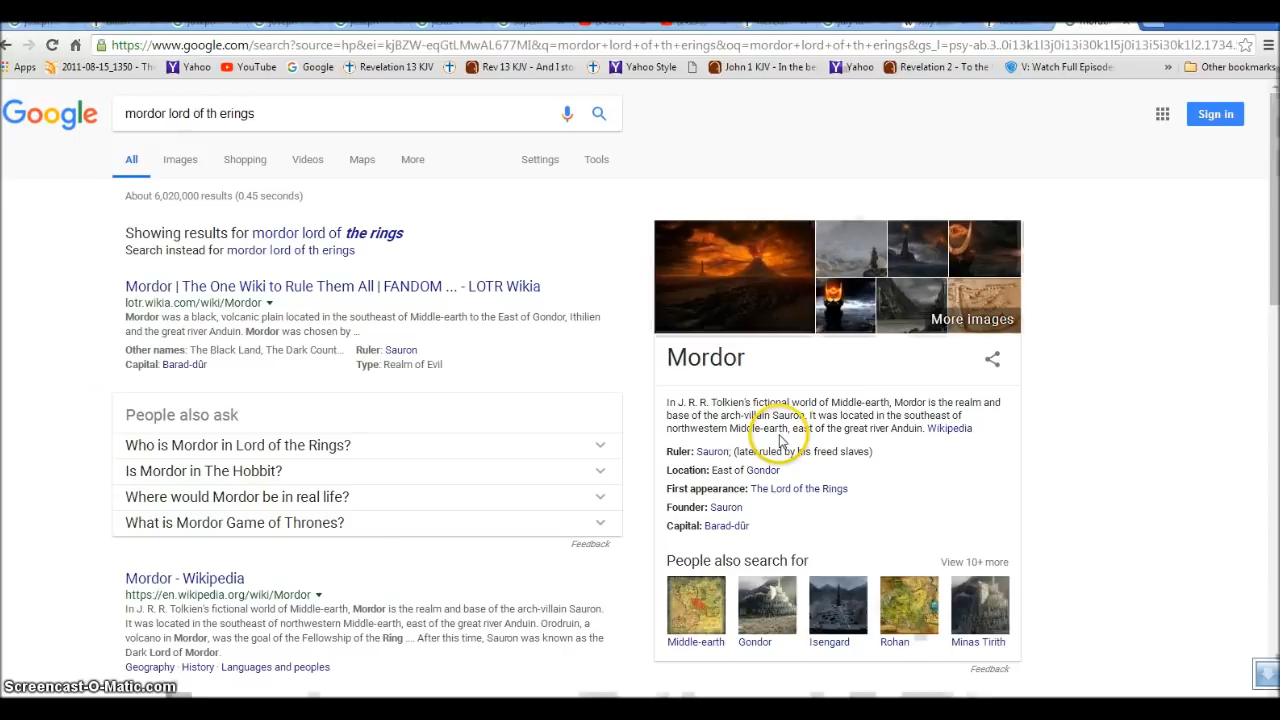 https://www.google.com/search?source=hp&ei=kjBZW-eqGtLMwAL677MI&q=mordor+lord+of+th+erings&oq=mordor+lord+of+th+erings&gs_l=psy-ab.3.0i13k1l3j0i13i30k1l5j0i13i5i30k1l2.1734.
Apps 2011-08-15_1350 - Th Yahoo YouTube Google Revelation 13 KJV Rev 13 KJV - And I sto Yahoo Style John 1 KJV - In the be Yahoo Revelation 2 - To the V: Watch Full Episode » Other bookmarks
Google
mordor lord of th erings
Sign in
All Images Shopping Videos Maps More Settings Tools
About 6,020,000 results (0.45 seconds)
Showing results for mordor lord of the rings
Search instead for mordor lord of th erings
Mordor | The One Wiki to Rule Them All | FANDOM ... - LOTR Wikia
lotr.wikia.com/wiki/Mordor
Mordor was a black, volcanic plain located in the southeast of Middle-earth to the East of Gondor, Ithilien
and the great river Anduin. Mordor was chosen by ...
Other names: The Black Land, The Dark Count... Ruler: Sauron
Capital: Barad-dûr Type: Realm of Evil
People also ask
Who is Mordor in Lord of the Rings?
Is Mordor in The Hobbit?
Where would Mordor be in real life?
What is Mordor Game of Thrones?
Feedback
Mordor - Wikipedia
https://en.wikipedia.org/wiki/Mordor
In J. R. R. Tolkien's fictional world of Middle-earth, Mordor is the realm and base of the arch-villain Sauron.
It was located in the southeast of northwestern Middle-earth, east of the great river Anduin. Orodruin, a
volcano in Mordor, was the goal of the Fellowship of the Ring .... After this time, Sauron was known as the
Dark Lord of Mordor.
Geography · History · Languages and peoples
More images
Mordor
In J. R. R. Tolkien's fictional world of Middle-earth, Mordor is the realm and
base of the arch-villain Sauron. It was located in the southeast of
northwestern Middle-earth, east of the great river Anduin. Wikipedia
Ruler: Sauron; (later ruled by his freed slaves)
Location: East of Gondor
First appearance: The Lord of the Rings
Founder: Sauron
Capital: Barad-dûr
People also search for View 10+ more
Middle-earth Gondor Isengard Rohan Minas Tirith
Feedback
Screencast-O-Matic.com